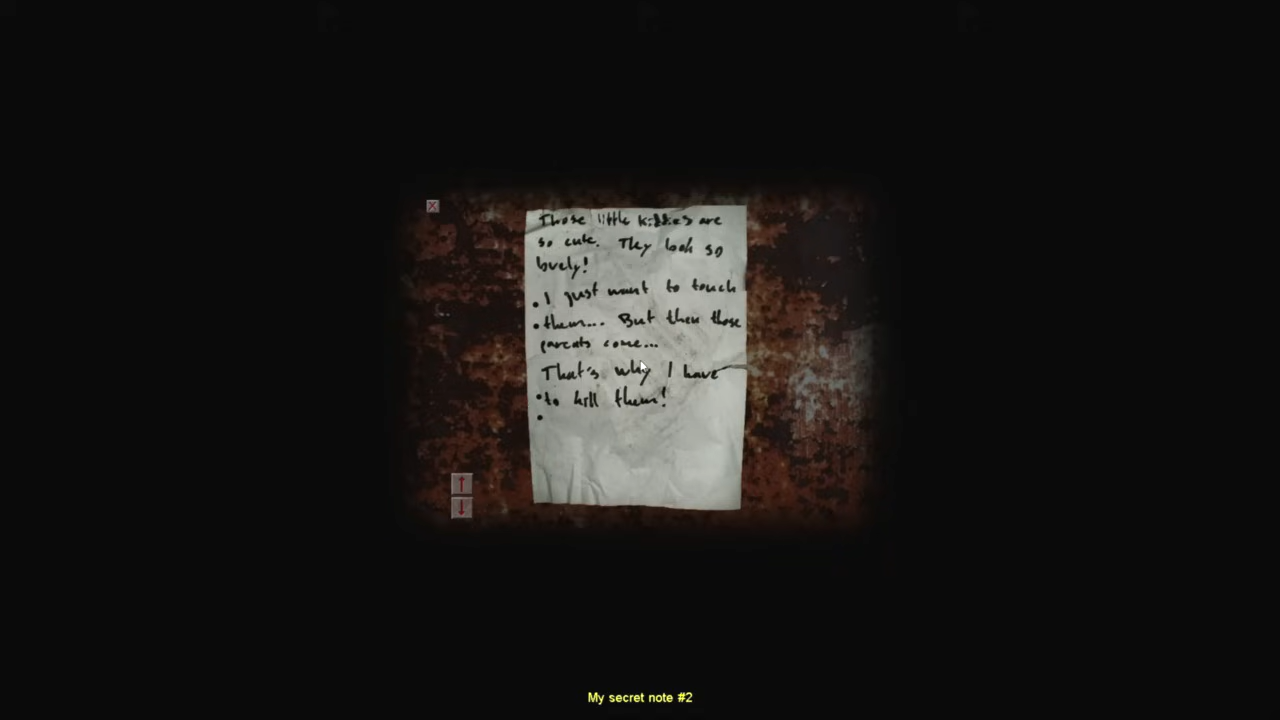 Those little kiddies are
so cute. They look so
lovely!
I just want to touch
them... But then those
parents come...
That's why I have
to kill them!
My secret note #2